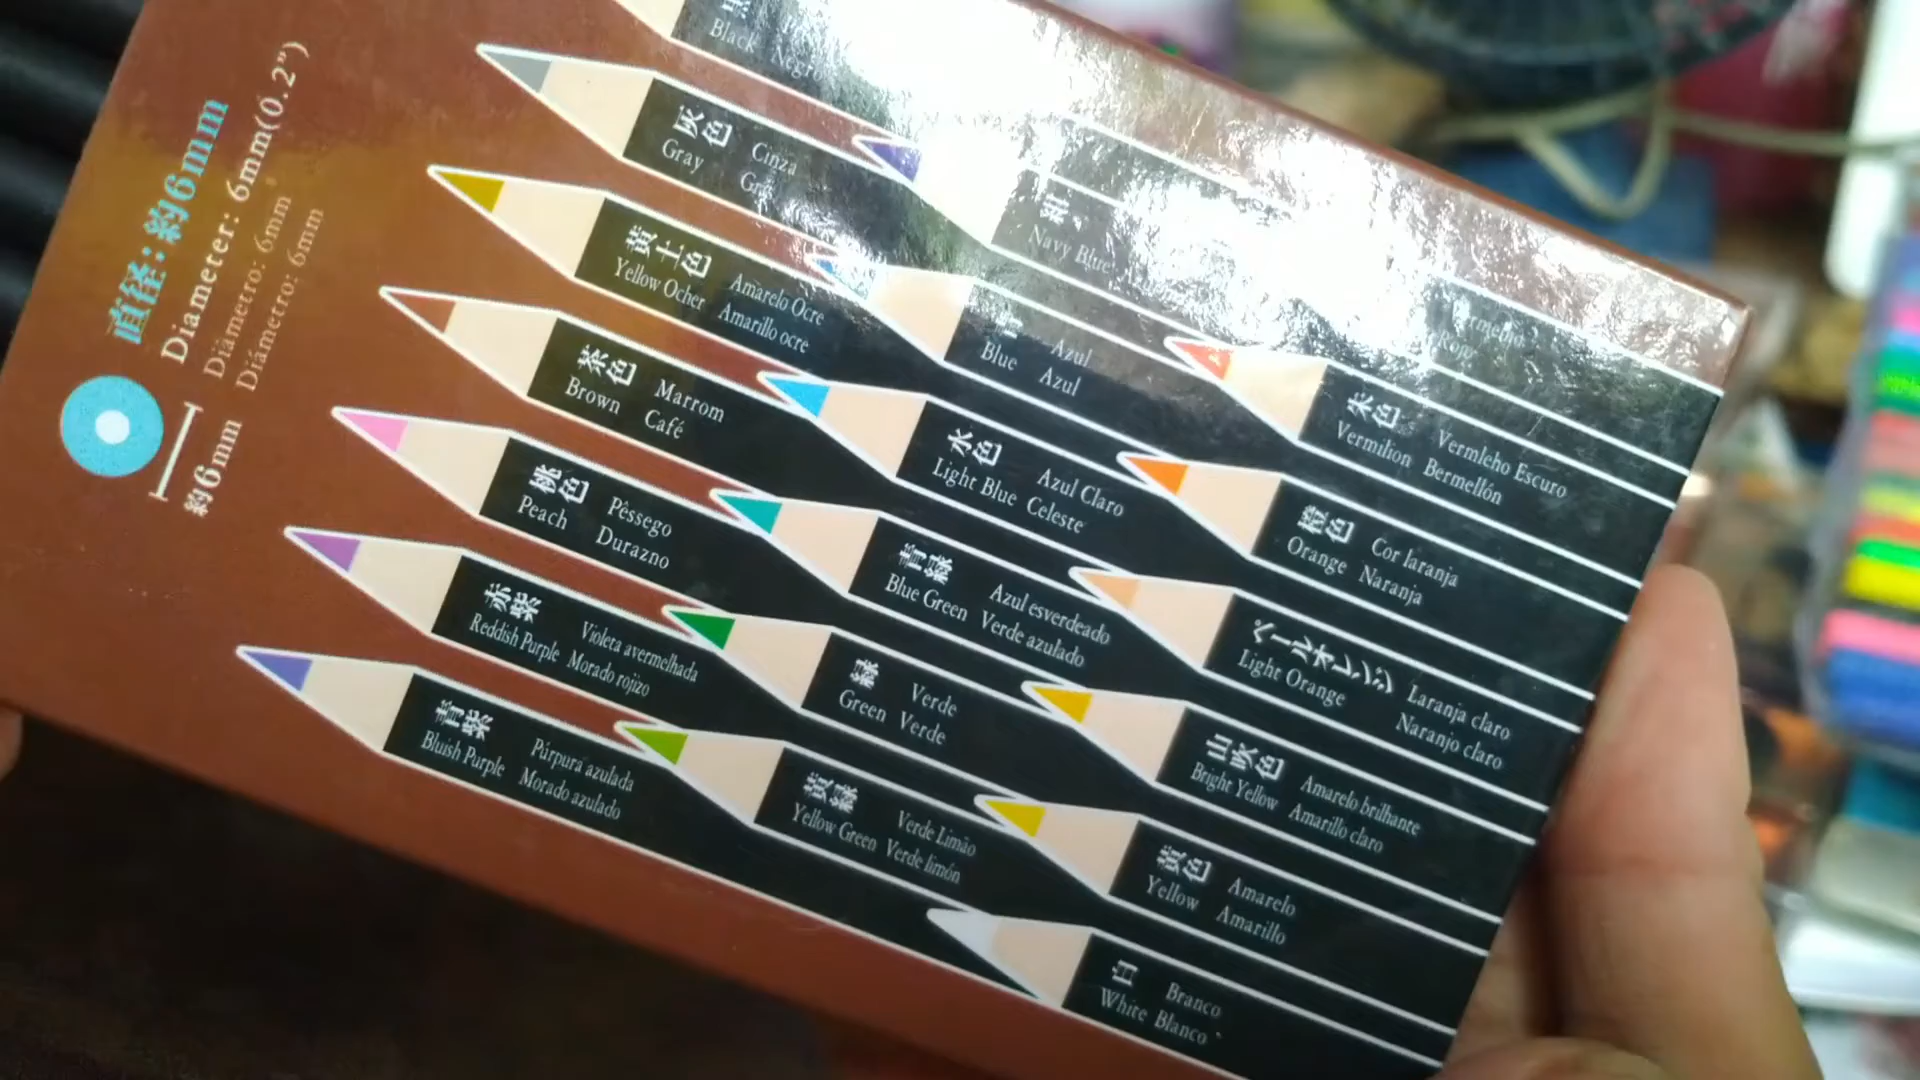 直径：約6mm
Diameter: 6mm(0.2")
Diâmetro: 6mm
Diámetro: 6mm
約6mm
Black Negro
灰色 Cinza
Gray Gris
黄土色 Amarelo Ocre
Yellow Ocher Amarillo ocre
茶色 Marrom
Brown Café
桃色 Pêssego
Peach Durazno
赤紫 Violeta avermelhada
Reddish Purple Morado rojizo
青紫 Púrpura azulada
Bluish Purple Morado azulado
紺
Navy Blue
Azul
Blue Azul
水色 Azul Claro
Light Blue Celeste
青緑 Azul esverdeado
Blue Green Verde azulado
緑 Verde
Green Verde
黄緑 Verde Limão
Yellow Green Verde limón
Vermelho
Rojo
朱色 Vermleho Escuro
Vermilion Bermellón
橙色 Cor laranja
Orange Naranja
ペールオレンジ Laranja claro
Light Orange Naranjo claro
山吹色 Amarelo brilhante
Bright Yellow Amarillo claro
黄色 Amarelo
Yellow Amarillo
白 Branco
White Blanco